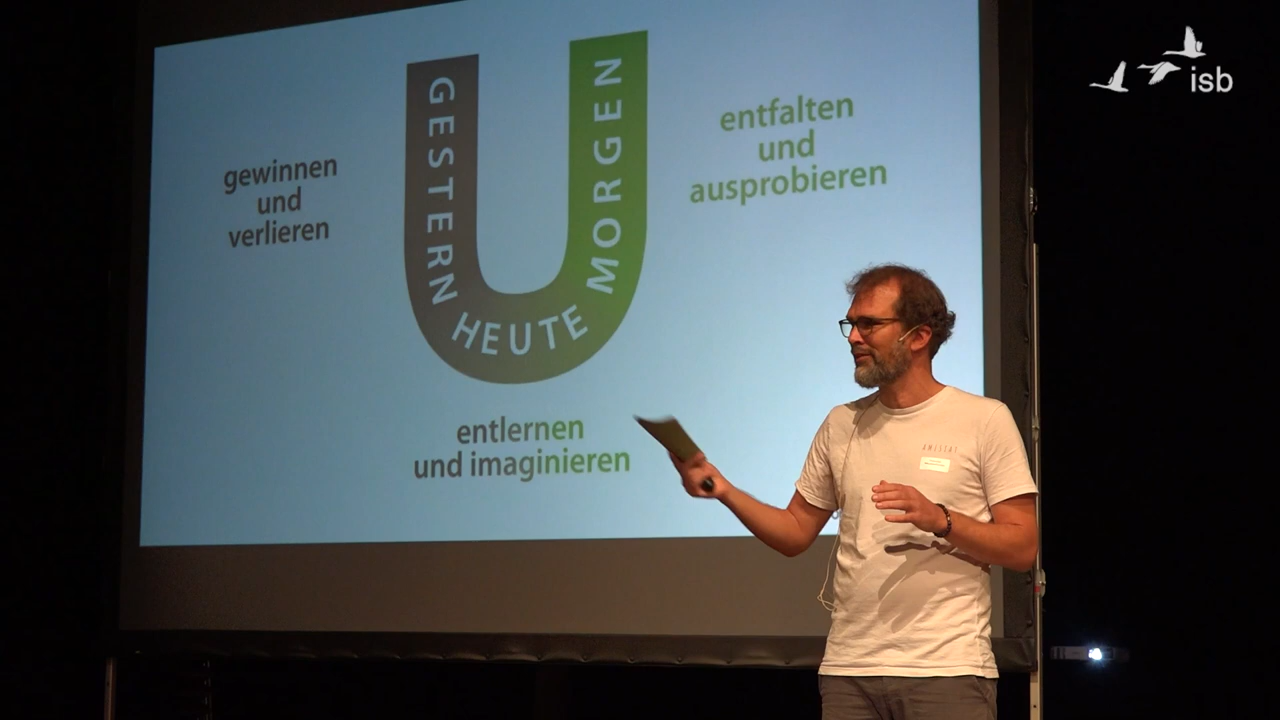 isb
GESTERN
HEUTE
MORGEN
gewinnen
und
verlieren
entfalten
und
ausprobieren
entlernen
und imaginieren